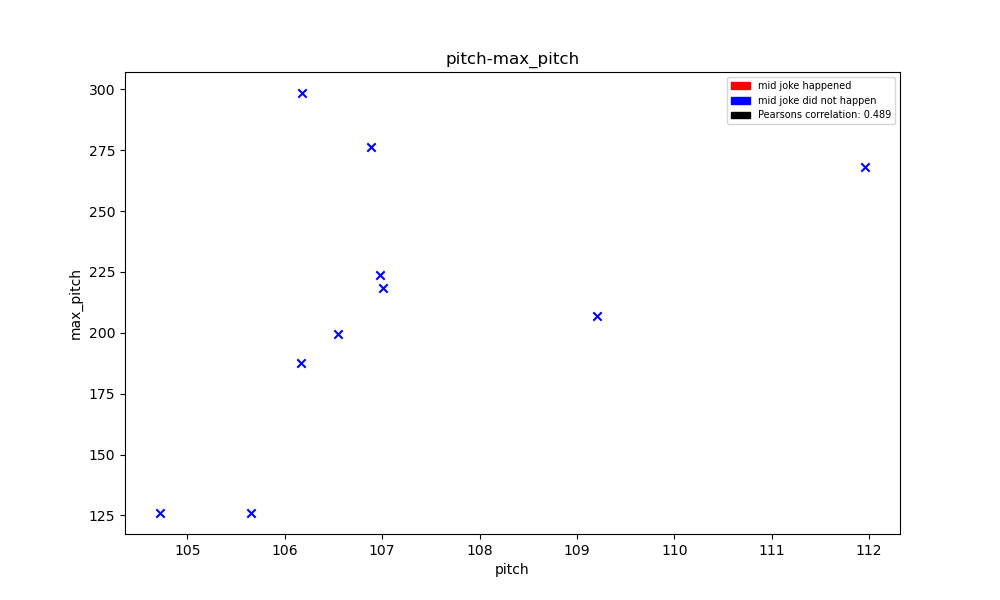 pitch-max_pitch
mid joke happened
mid joke did not happen
Pearsons correlation: 0.489
max_pitch
300
275
250
225
200
175
150
125
105 106 107 108 109 110 111 112
pitch